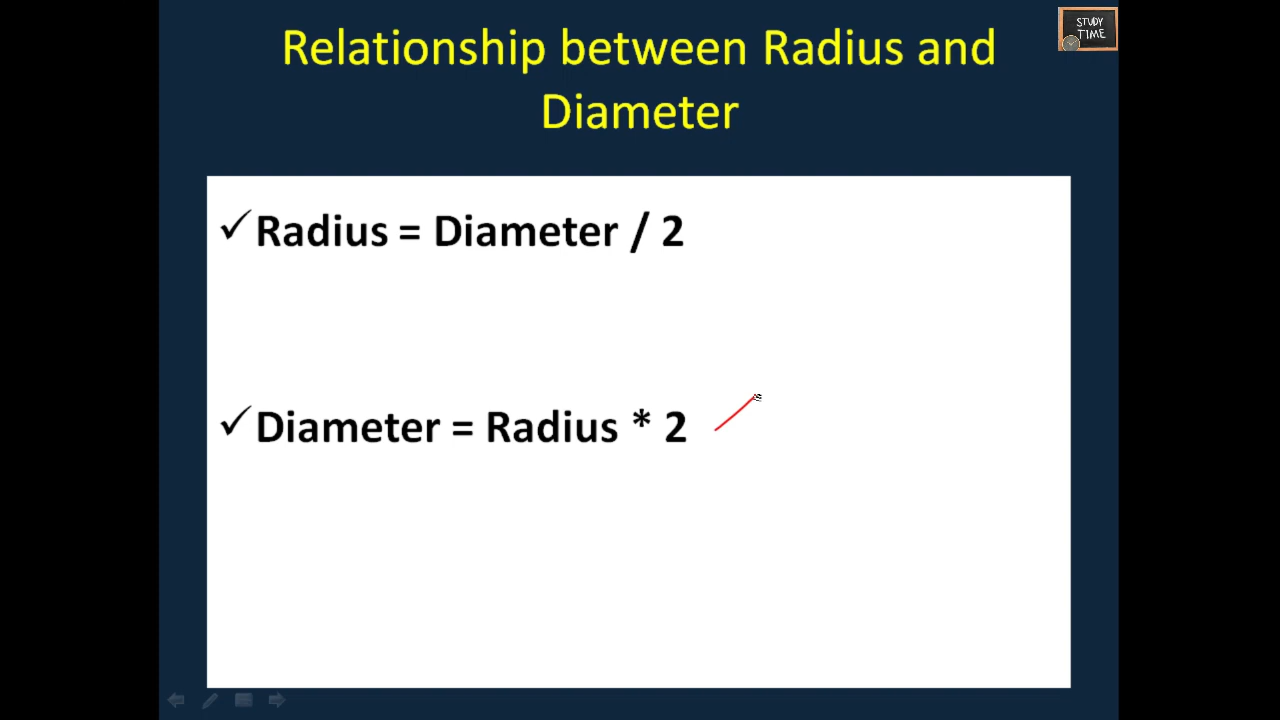 Relationship between Radius and
Diameter
STUDY
TIME
✓Radius = Diameter / 2
✓Diameter = Radius * 2